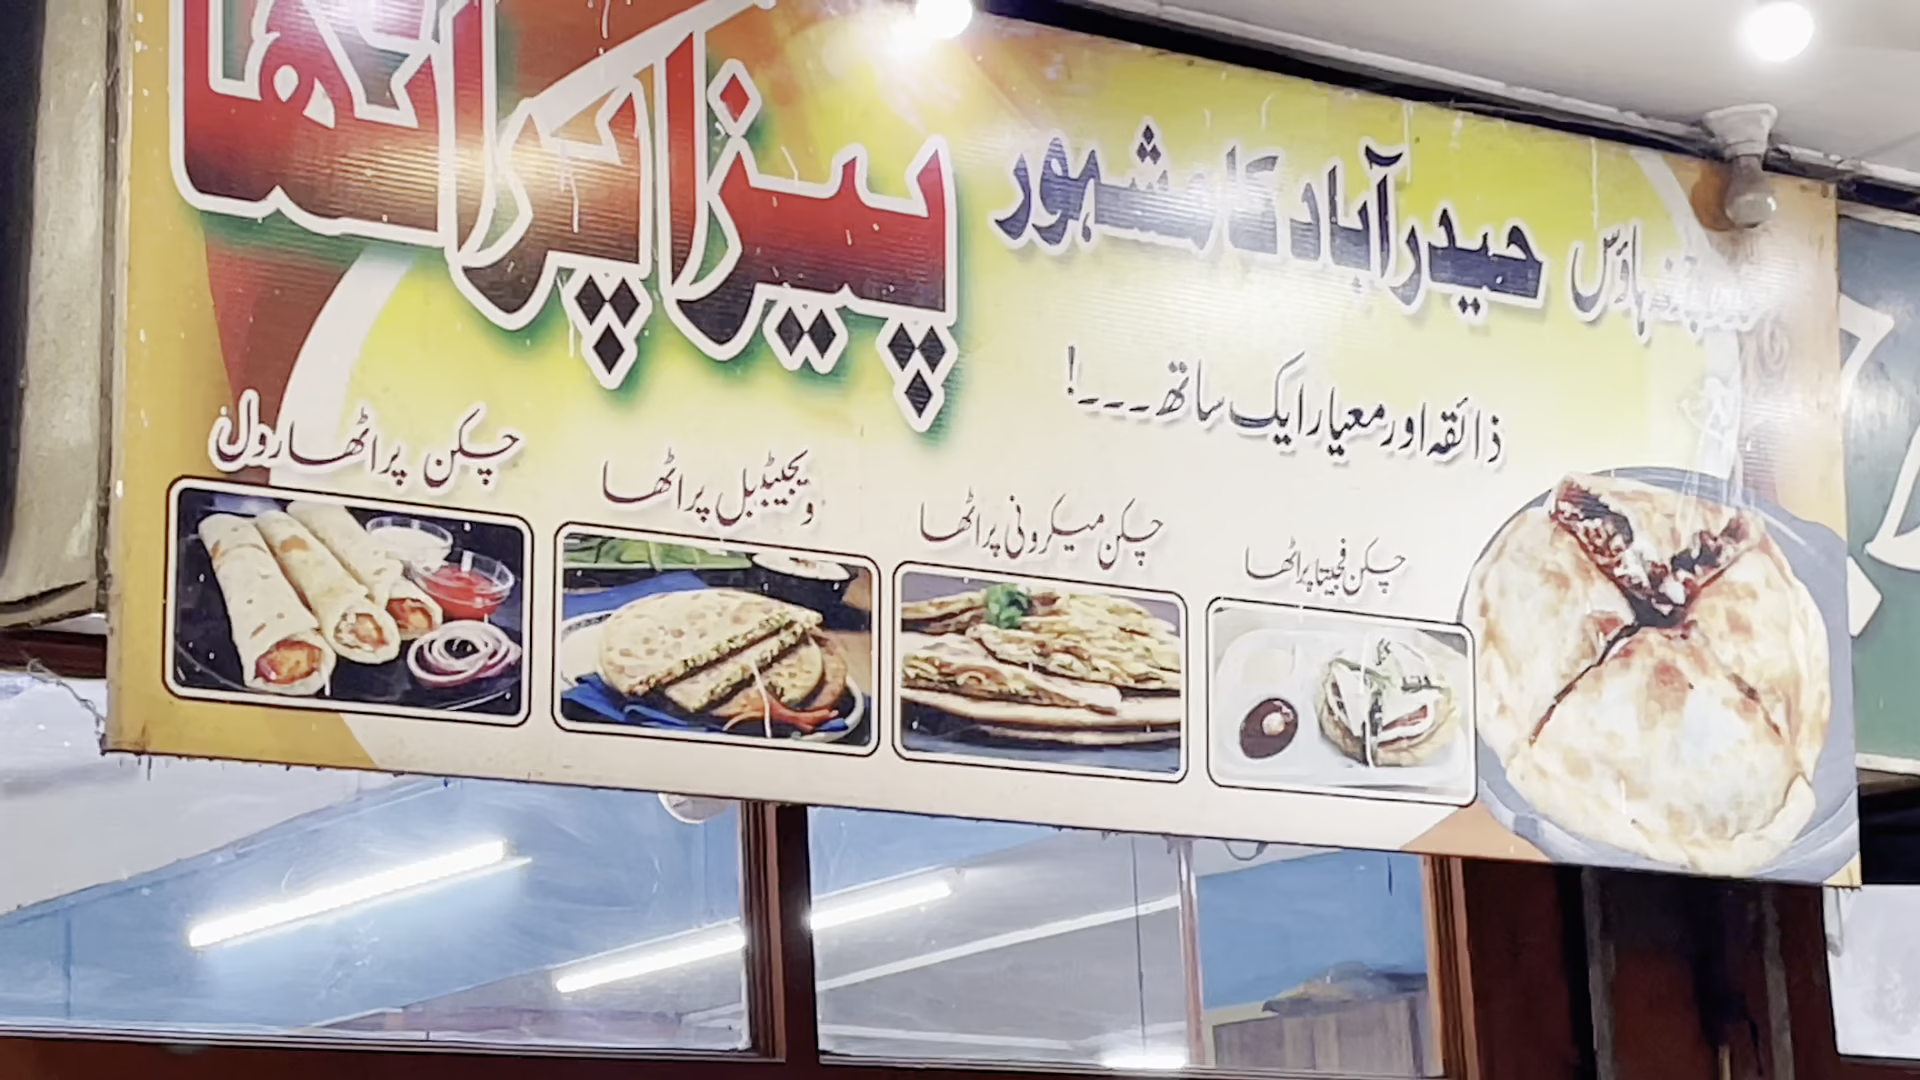 ہاؤس
حیدرآباد کا مشہور
پیزا پراٹھا
ذائقہ اور معیار ایک ساتھ۔۔۔!
چکن فجیتا پراٹھا
چکن میکرونی پراٹھا
ویجیٹیبل پراٹھا
چکن پراٹھا رول